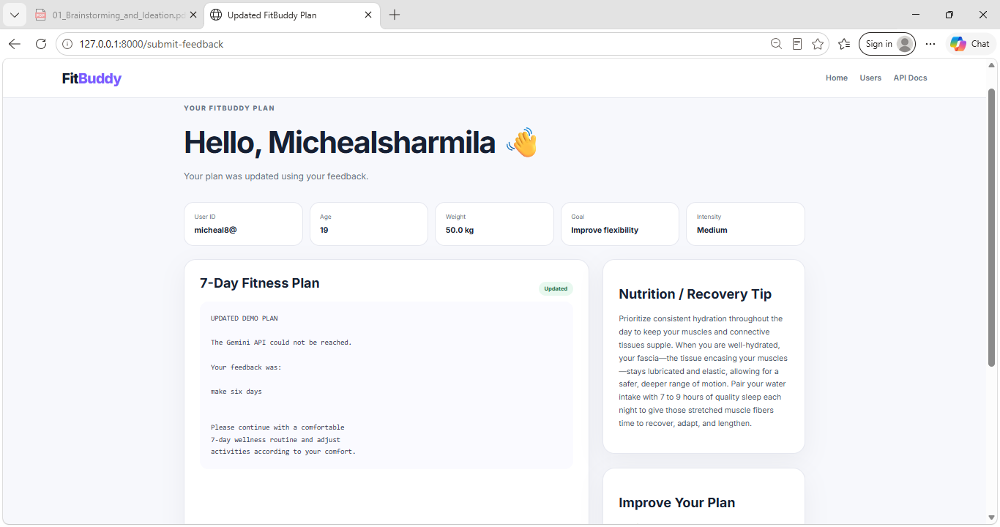 01_Brainstorming_and_Ideation.pd
Updated FitBuddy Plan
127.0.0.1:8000/submit-feedback
Sign in
Chat
FitBuddy
Home
Users
API Docs
YOUR FITBUDDY PLAN
Hello, Michealsharmila 👋
Your plan was updated using your feedback.
User ID
micheal8@
Age
19
Weight
50.0 kg
Goal
Improve flexibility
Intensity
Medium
7-Day Fitness Plan
Updated
UPDATED DEMO PLAN
The Gemini API could not be reached.
Your feedback was:
make six days
Please continue with a comfortable
7-day wellness routine and adjust
activities according to your comfort.
Nutrition / Recovery Tip
Prioritize consistent hydration throughout the
day to keep your muscles and connective
tissues supple. When you are well-hydrated,
your fascia—the tissue encasing your muscles
—stays lubricated and elastic, allowing for a
safer, deeper range of motion. Pair your water
intake with 7 to 9 hours of quality sleep each
night to give those stretched muscle fibers
time to recover, adapt, and lengthen.
Improve Your Plan